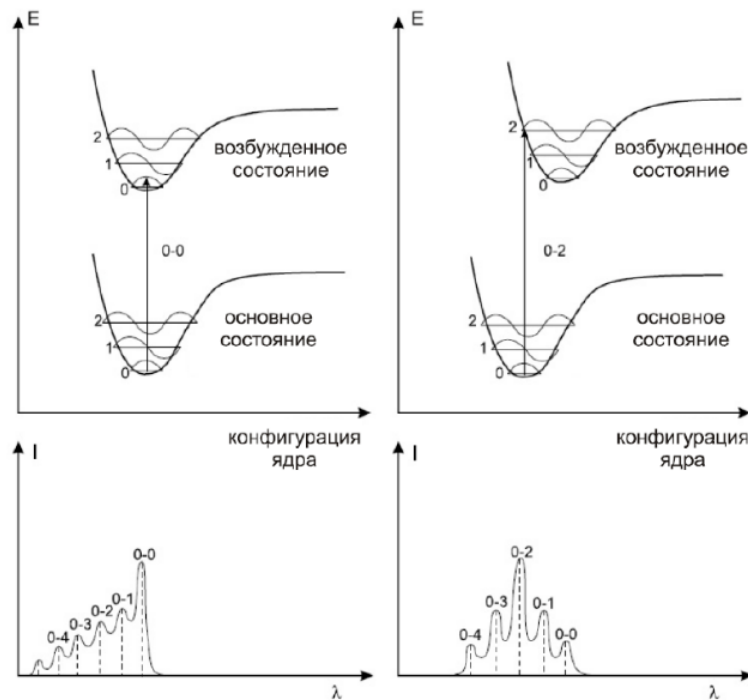 E
2
1
0
возбужденное
состояние
0-0
2
1
0
основное
состояние
конфигурация
ядра
E
2
1
0
возбужденное
состояние
0-2
2
1
0
основное
состояние
конфигурация
ядра
I
0-4
0-3
0-2
0-1
0-0
λ
I
0-4
0-3
0-2
0-1
0-0
λ